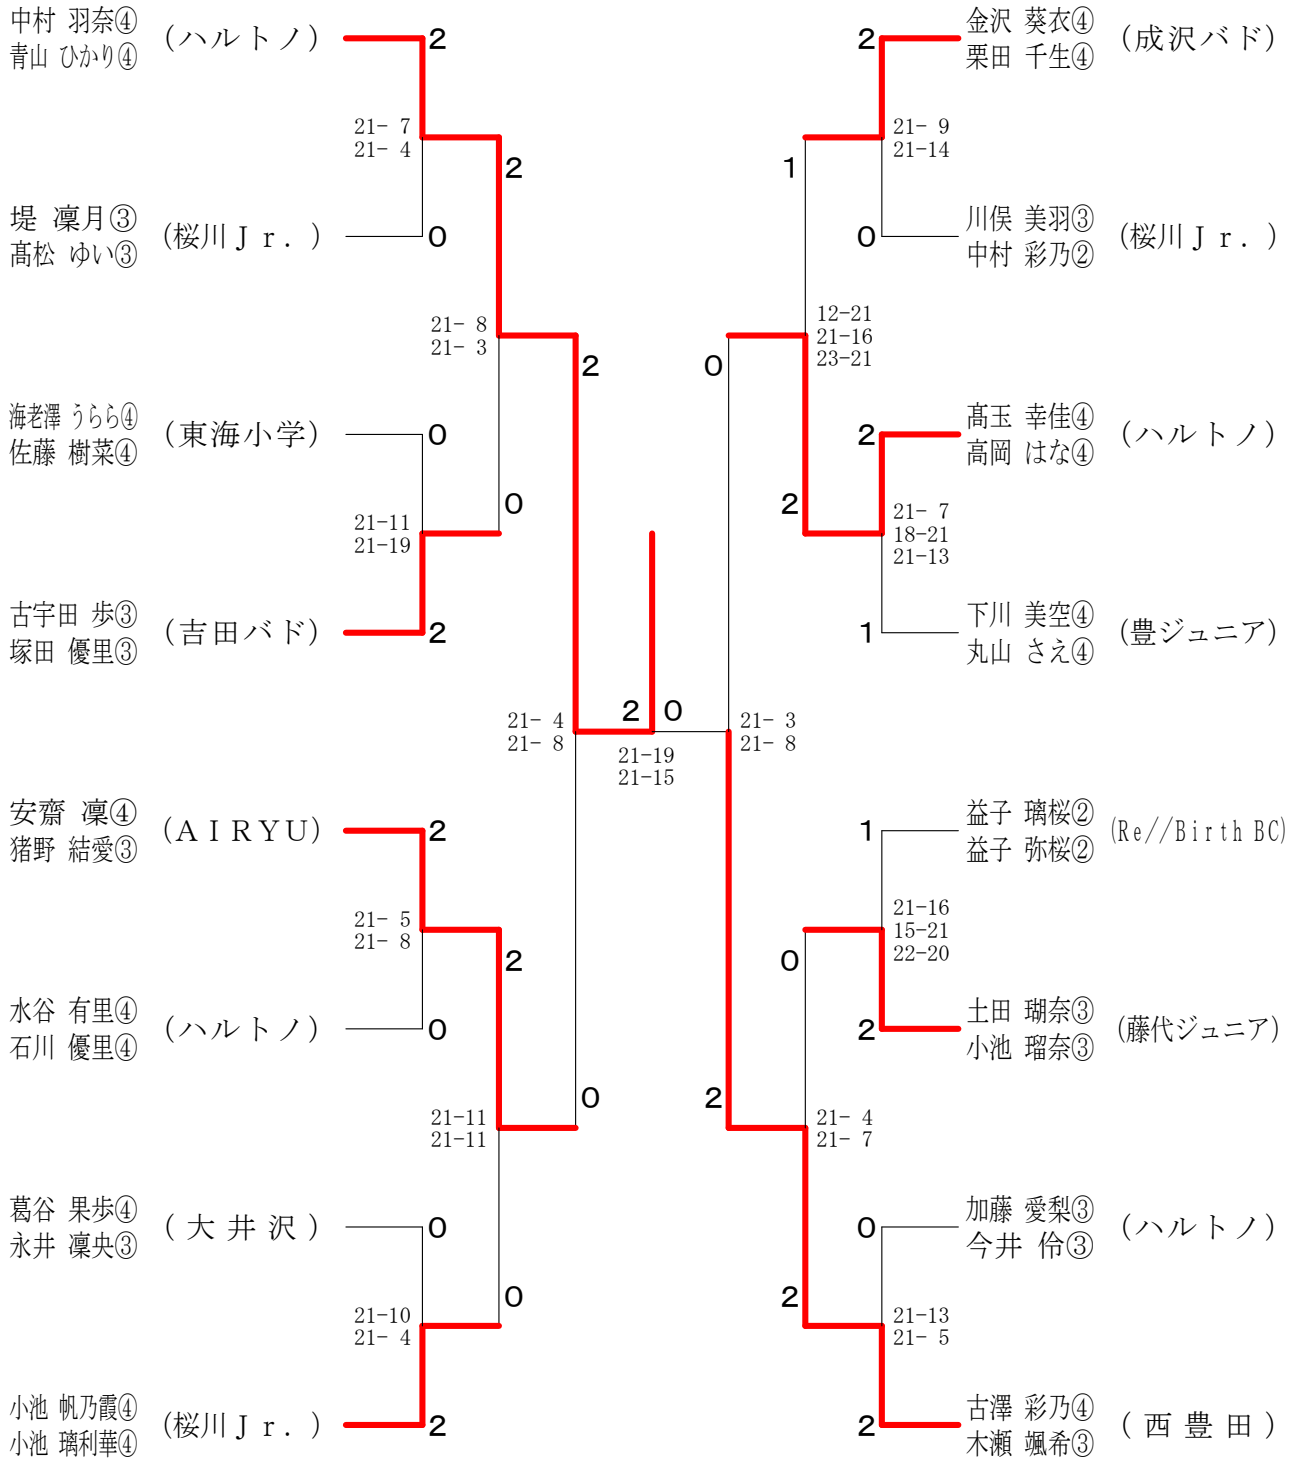 中村 羽奈④
青山 ひかり④
(ハルトノ)
2
21- 7
21- 4
2
堤 凜月③
髙松 ゆい③
(桜川Ｊｒ．)
0
21- 8
21- 3
2
海老澤 うらら④
佐藤 樹菜④
(東海小学)
0
21-11
21-19
0
古宇田 歩③
塚田 優里③
(吉田バド)
2
21- 4
21- 8
安齋 凜④
猪野 結愛③
(ＡＩＲＹＵ)
2
21- 5
21- 8
2
水谷 有里④
石川 優里④
(ハルトノ)
0
21-11
21-11
0
葛谷 果歩④
永井 凜央③
(大井沢)
0
21-10
21- 4
0
小池 帆乃霞④
小池 璃利華④
(桜川Ｊｒ．)
2
2 0
21-19
21-15
2
金沢 葵衣④
栗田 千生④
(成沢バド)
21- 9
21-14
1
0
川俣 美羽③
中村 彩乃②
(桜川Ｊｒ．)
12-21
21-16
23-21
0
2
髙玉 幸佳④
高岡 はな④
(ハルトノ)
2
21- 7
18-21
21-13
1
下川 美空④
丸山 さえ④
(豊ジュニア)
21- 3
21- 8
1
益子 璃桜②
益子 弥桜②
(Re//Birth BC)
21-16
15-21
22-20
0
2
土田 瑚奈③
小池 瑠奈③
(藤代ジュニア)
2
21- 4
21- 7
0
加藤 愛梨③
今井 伶③
(ハルトノ)
2
21-13
21- 5
2
古澤 彩乃④
木瀬 颯希③
(西豊田)